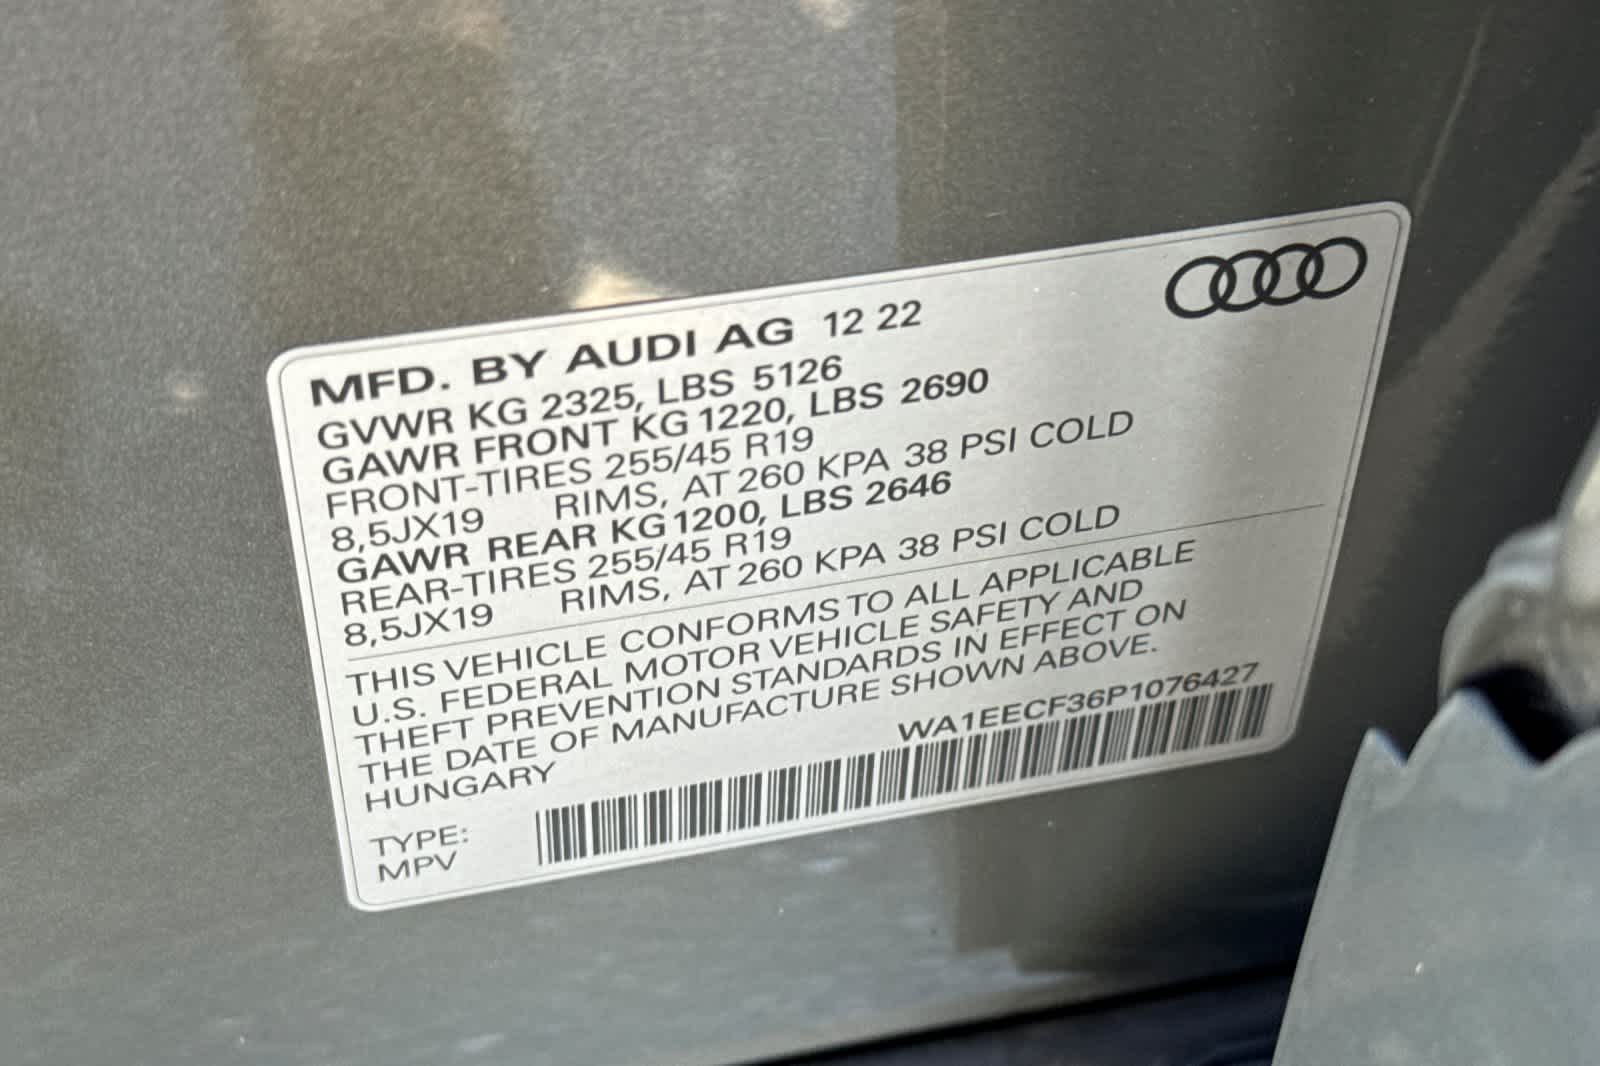 MFD. BY AUDI AG 12 22
GVWR KG 2325, LBS 5126
GAWR FRONT KG 1220, LBS 2690
FRONT-TIRES 255/45 R19
8,5JX19 RIMS, AT 260 KPA 38 PSI COLD
GAWR REAR KG 1200, LBS 2646
REAR-TIRES 255/45 R19
8,5JX19 RIMS, AT 260 KPA 38 PSI COLD
THIS VEHICLE CONFORMS TO ALL APPLICABLE
U.S. FEDERAL MOTOR VEHICLE SAFETY AND
THEFT PREVENTION STANDARDS IN EFFECT ON
THE DATE OF MANUFACTURE SHOWN ABOVE.
HUNGARY WA1EECF36P1076427
TYPE:
MPV